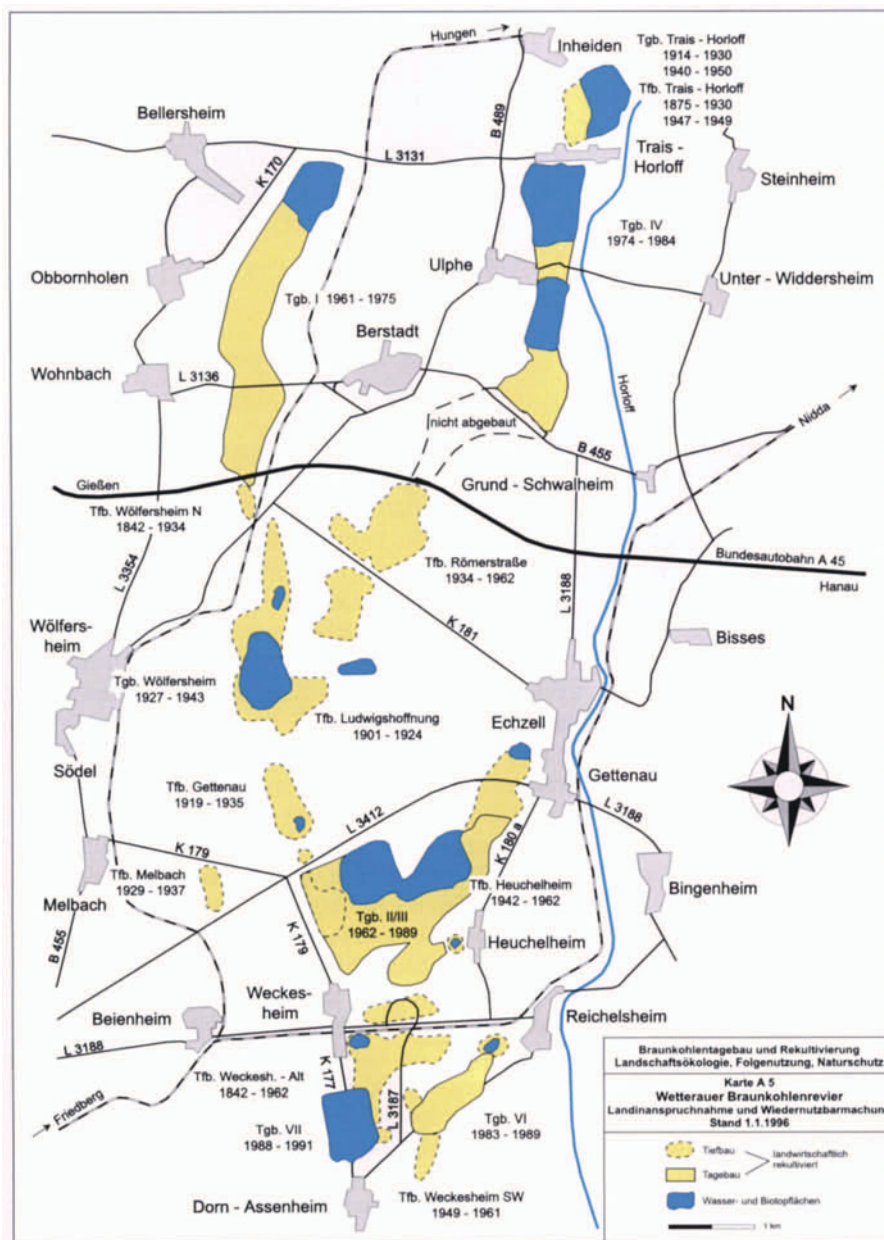 Hungen
Inheiden
Tgb. Trais - Horloff
1914 - 1930
1940 - 1950
Tfb. Trais - Horloff
1875 - 1930
1947 - 1949
Bellersheim
B 489
K 170
L 3131
Trais -
Horloff
Steinheim
Tgb. IV
1974 - 1984
Obbornholen
Ulphe
Unter - Widdersheim
Tgb. I 1961 - 1975
Berstadt
Wohnbach
L 3136
Horloff
Nidda
nicht abgebaut
B 455
Gießen
Grund - Schwalheim
Tfb. Wölfersheim N
1842 - 1934
L 3354
Tfb. Römerstraße
1934 - 1962
Bundesautobahn A 45
Hanau
L 3188
K 181
Wölfers-
heim
Bisses
Tgb. Wölfersheim
1927 - 1943
N
Tfb. Ludwigshoffnung
1901 - 1924
Echzell
Södel
Tfb. Gettenau
1919 - 1935
Gettenau
L 3412
L 3188
K 179
K 180 a
Tfb. Melbach
1929 - 1937
Melbach
Tfb. Heuchelheim
1942 - 1962
Bingenheim
Tgb. II/III
1962 - 1989
B 455
K 179
Heuchelheim
Weckes-
heim
Beienheim
Reichelsheim
L 3188
Tfb. Weckesh. - Alt
1842 - 1962
K 177
L 3187
Friedberg
Tgb. VII
1988 - 1991
Tgb. VI
1983 - 1989
Dorn - Assenheim
Tfb. Weckesheim SW
1949 - 1961
Braunkohlentagebau und Rekultivierung
Landschaftsökologie, Folgenutzung, Naturschutz
Karte A 5
Wetterauer Braunkohlenrevier
Landinanspruchnahme und Wiedernutzbarmachun
Stand 1.1.1996
Tiefbau
landwirtschaftlich
rekultiviert
Tagebau
Wasser- und Biotopflächen
1 km